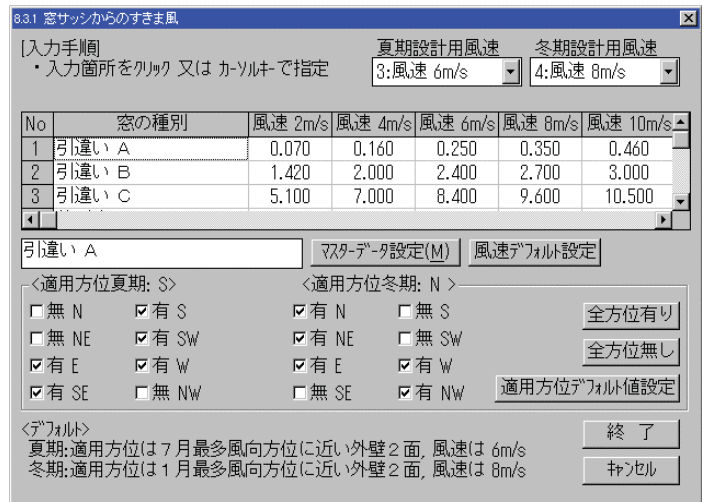 8.3.1 窓サッシからのすきま風
[入力手順] 夏期設計用風速 冬期設計用風速
・入力箇所をクリック 又は カーソルキーで指定 3:風速 6m/s 4:風速 8m/s
No 窓の種別 風速 2m/s 風速 4m/s 風速 6m/s 風速 8m/s 風速 10m/s
1 引違い A 0.070 0.160 0.250 0.350 0.460
2 引違い B 1.420 2.000 2.400 2.700 3.000
3 引違い C 5.100 7.000 8.400 9.600 10.500
引違い A マスターデータ設定(M) 風速デフォルト設定
<適用方位夏期: S> <適用方位冬期: N >
無 N 有 S 有 N 無 S 全方位有り
無 NE 有 SW 有 NE 無 SW
有 E 有 W 有 E 有 W 全方位無し
有 SE 無 NW 無 SE 有 NW 適用方位デフォルト値設定
<デフォルト> 終 了
夏期:適用方位は7月最多風向方位に近い外壁2面, 風速は 6m/s
冬期:適用方位は1月最多風向方位に近い外壁2面, 風速は 8m/s キャンセル